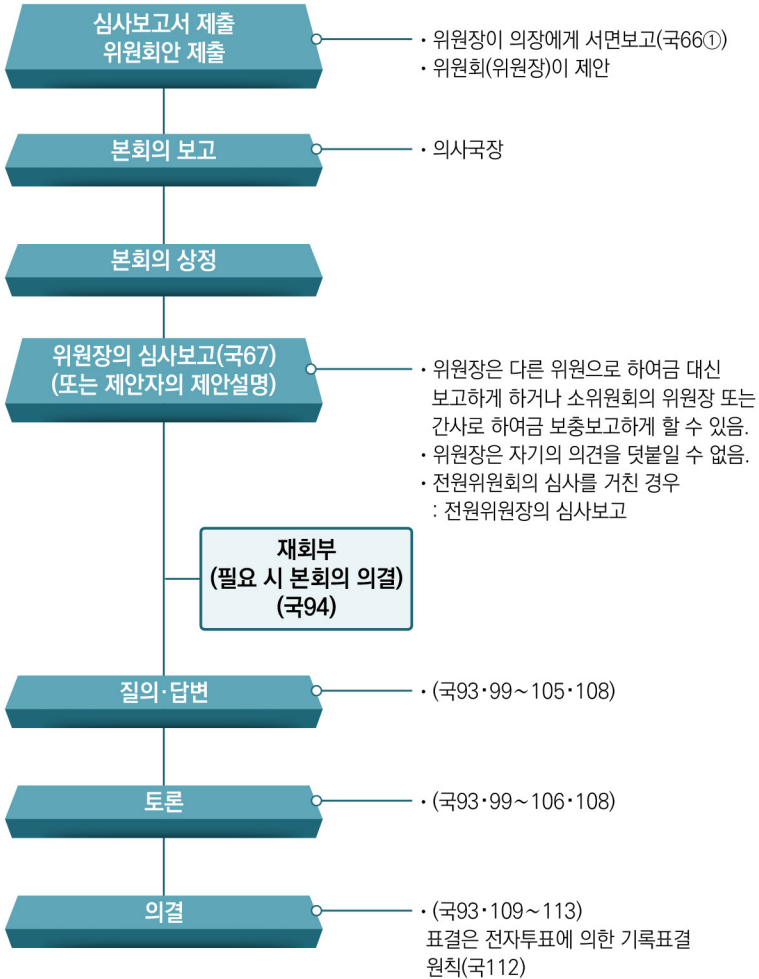 심사보고서 제출
위원회안 제출
· 위원장이 의장에게 서면보고(국66①)
· 위원회(위원장)이 제안
본회의 보고
· 의사국장
본회의 상정
위원장의 심사보고(국67)
(또는 제안자의 제안설명)
· 위원장은 다른 위원으로 하여금 대신
보고하게 하거나 소위원회의 위원장 또는
간사로 하여금 보충보고하게 할 수 있음.
· 위원장은 자기의 의견을 덧붙일 수 없음.
· 전원위원회의 심사를 거친 경우
: 전원위원장의 심사보고
재회부
(필요 시 본회의 의결)
(국94)
질의·답변
· (국93·99~105·108)
토론
· (국93·99~106·108)
의결
· (국93·109~113)
표결은 전자투표에 의한 기록표결
원칙(국112)